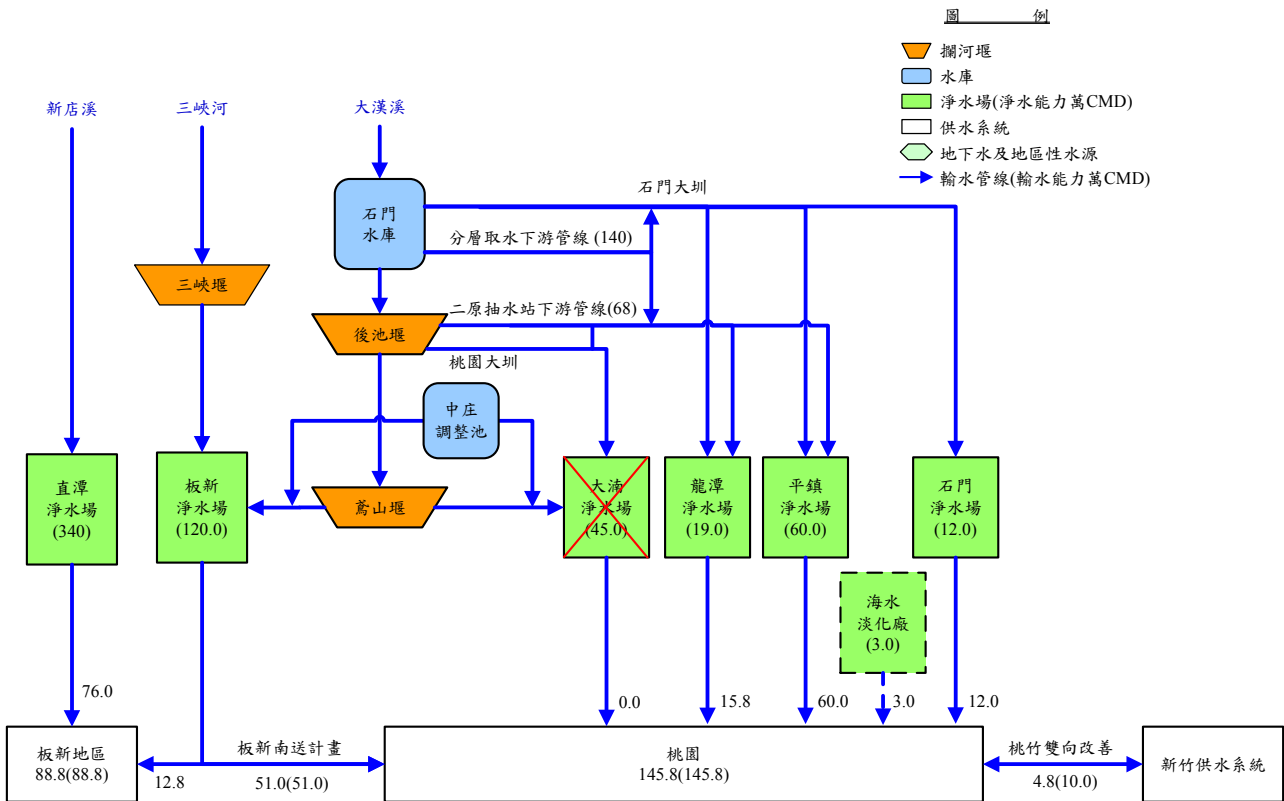 圖 例
攔河堰
水庫
淨水場(淨水能力萬CMD)
供水系統
地下水及地區性水源
輸水管線(輸水能力萬CMD)
新店溪
三峽河
大漢溪
石門大圳
石門
水庫
分層取水下游管線(140)
三峽堰
二原抽水站下游管線(68)
後池堰
桃園大圳
中庄
調整池
直潭
淨水場
(340)
板新
淨水場
(120.0)
鳶山堰
大湳
淨水場
(45.0)
龍潭
淨水場
(19.0)
平鎮
淨水場
(60.0)
石門
淨水場
(12.0)
海水
淡化廠
(3.0)
76.0
0.0
15.8
60.0
3.0
12.0
板新地區
88.8(88.8)
12.8
板新南送計畫
51.0(51.0)
桃園
145.8(145.8)
桃竹雙向改善
4.8(10.0)
新竹供水系統